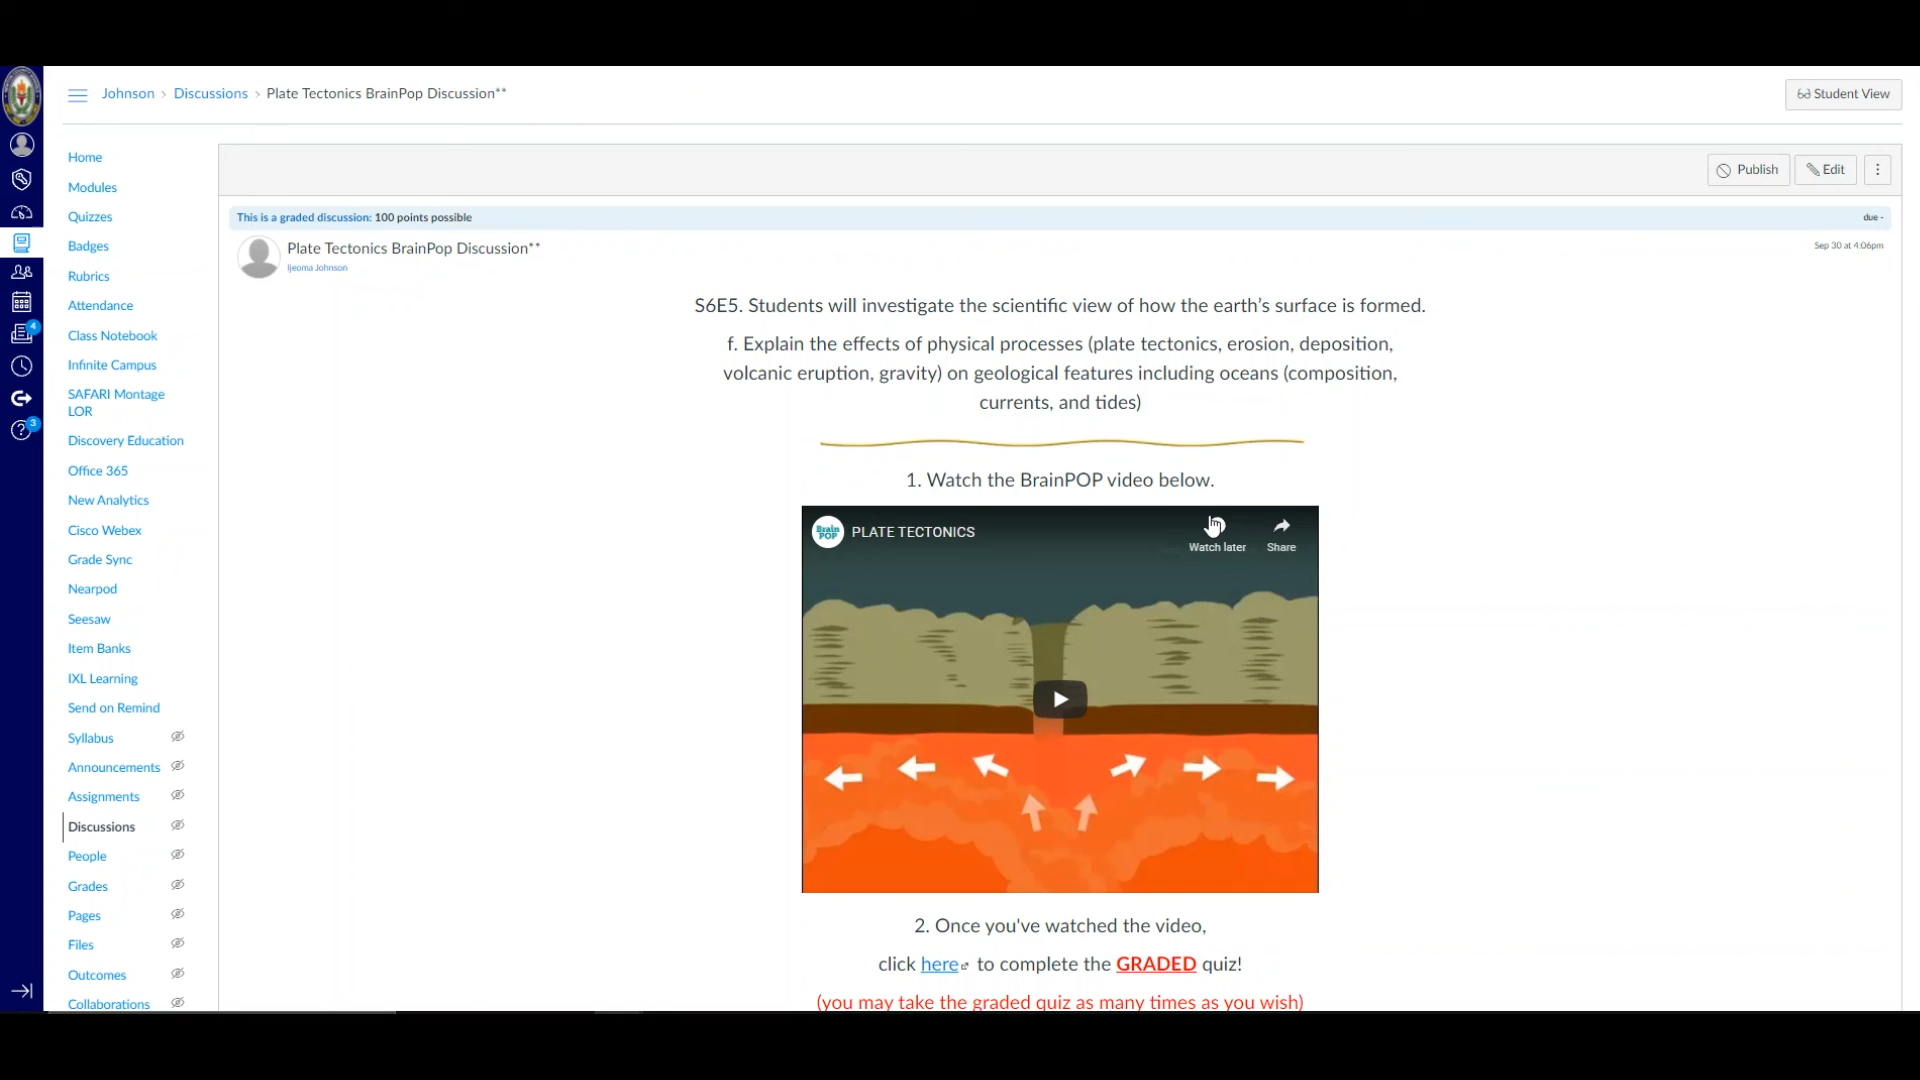 Johnson › Discussions › Plate Tectonics BrainPop Discussion**
Student View
Home
Modules
Quizzes
Badges
Rubrics
Attendance
Class Notebook
Infinite Campus
SAFARI Montage
LOR
Discovery Education
Office 365
New Analytics
Cisco Webex
Grade Sync
Nearpod
Seesaw
Item Banks
IXL Learning
Send on Remind
Syllabus
Announcements
Assignments
Discussions
People
Grades
Pages
Files
Outcomes
Collaborations
4
3
Publish
Edit
This is a graded discussion: 100 points possible
due -
Plate Tectonics BrainPop Discussion**
Ijeoma Johnson
Sep 30 at 4:06pm
S6E5. Students will investigate the scientific view of how the earth’s surface is formed.
f. Explain the effects of physical processes (plate tectonics, erosion, deposition,
volcanic eruption, gravity) on geological features including oceans (composition,
currents, and tides)
1. Watch the BrainPOP video below.
Brain
POP
PLATE TECTONICS
Watch later
Share
2. Once you've watched the video,
click here to complete the GRADED quiz!
(you may take the graded quiz as many times as you wish)